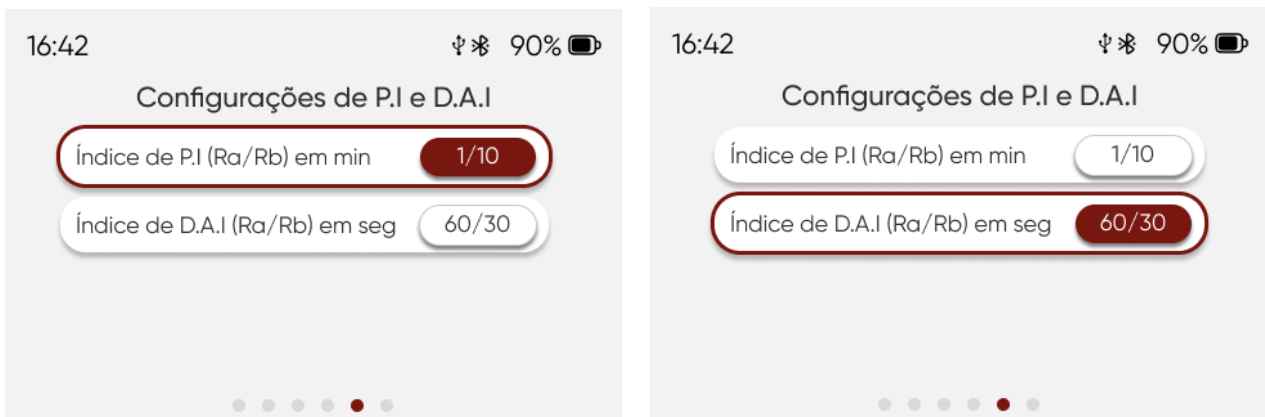 16:42 90%
Configurações de P.I e D.A.I
Índice de P.I (Ra/Rb) em min 1/10
Índice de D.A.I (Ra/Rb) em seg 60/30
16:42 90%
Configurações de P.I e D.A.I
Índice de P.I (Ra/Rb) em min 1/10
Índice de D.A.I (Ra/Rb) em seg 60/30